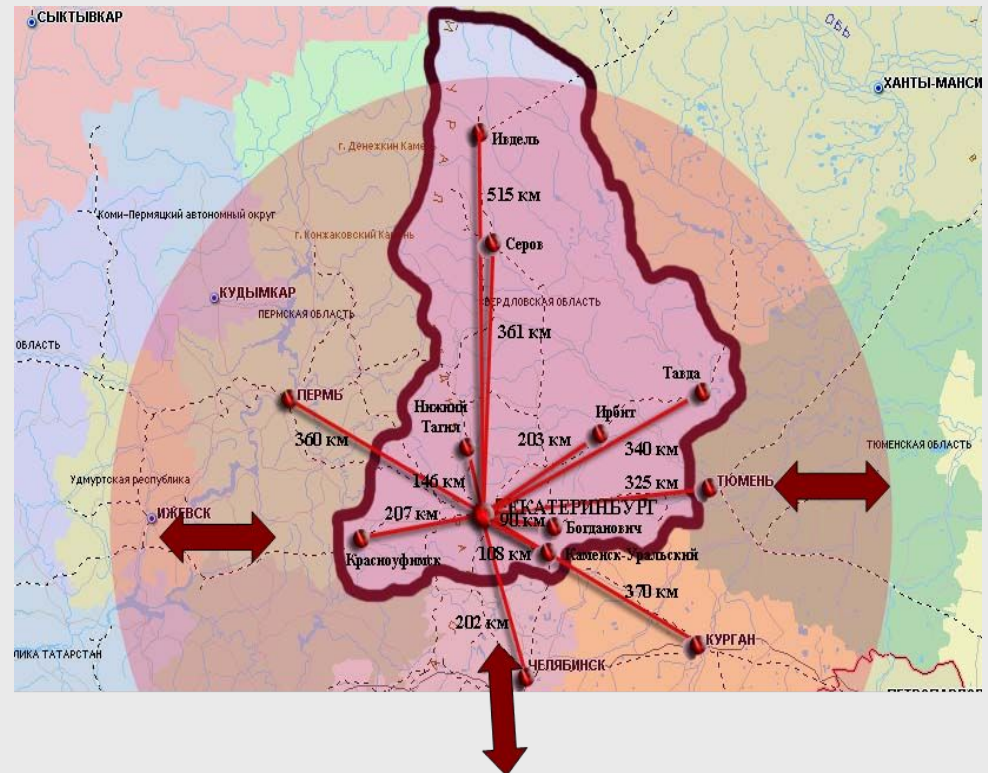 СЫКТЫВКАР
ОБЬ
ХАНТЫ-МАНСИ
У
Р
А
Л
Ивдель
г. Денежкин Каме
515 км
Коми-Пермяцкий автономный округ
г. Конжаковский Камень
Серов
КУДЫМКАР
ПЕРМСКАЯ ОБЛАСТЬ
ВЕРДЛОВСКАЯ ОБЛАСТЬ
361 км
ОБЛАСТЬ
Тавда
ПЕРМЬ
Нижний
Тагил
Ирбит
360 км
203 км
340 км
ТЮМЕНСКАЯ ОБЛАСТЬ
146 км
325 км
ТЮМЕНЬ
Удмуртская республика
ЕКАТЕРИНБУРГ
ИЖЕВСК
207 км
90 км
Богданович
Красноуфимск
108 км
Каменск-Уральский
370 км
202 км
КУРГАН
ЛИКА ТАТАРСТАН
ЧЕЛЯБИНСК